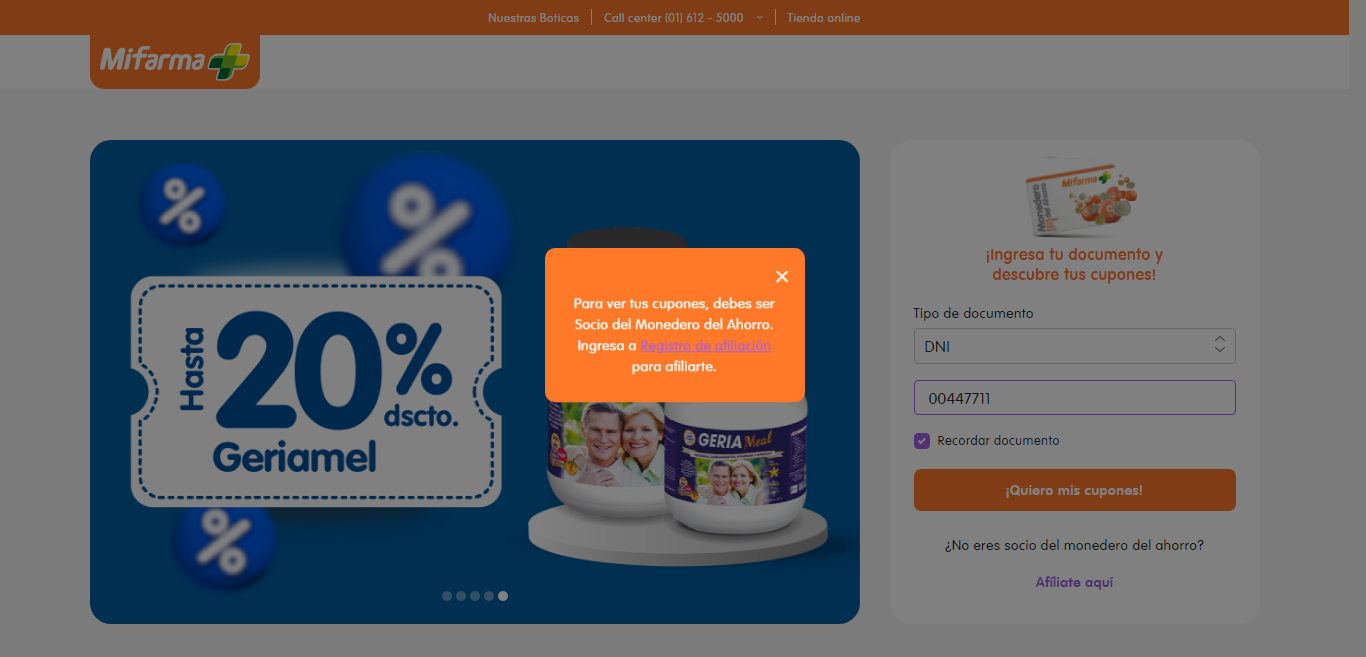 Nuestras Boticas
Call center (01) 612 - 5000
Tienda online
Mifarma
Hasta
20%
dscto.
Geriamel
GERIA Meal
Para ver tus cupones, debes ser
Socio del Monedero del Ahorro.
Ingresa a Registro de afiliación
para afiliarte.
Monedero
del Ahorro
Mifarma
¡Ingresa tu documento y
descubre tus cupones!
Tipo de documento
DNI
00447711
Recordar documento
¡Quiero mis cupones!
¿No eres socio del monedero del ahorro?
Afíliate aquí